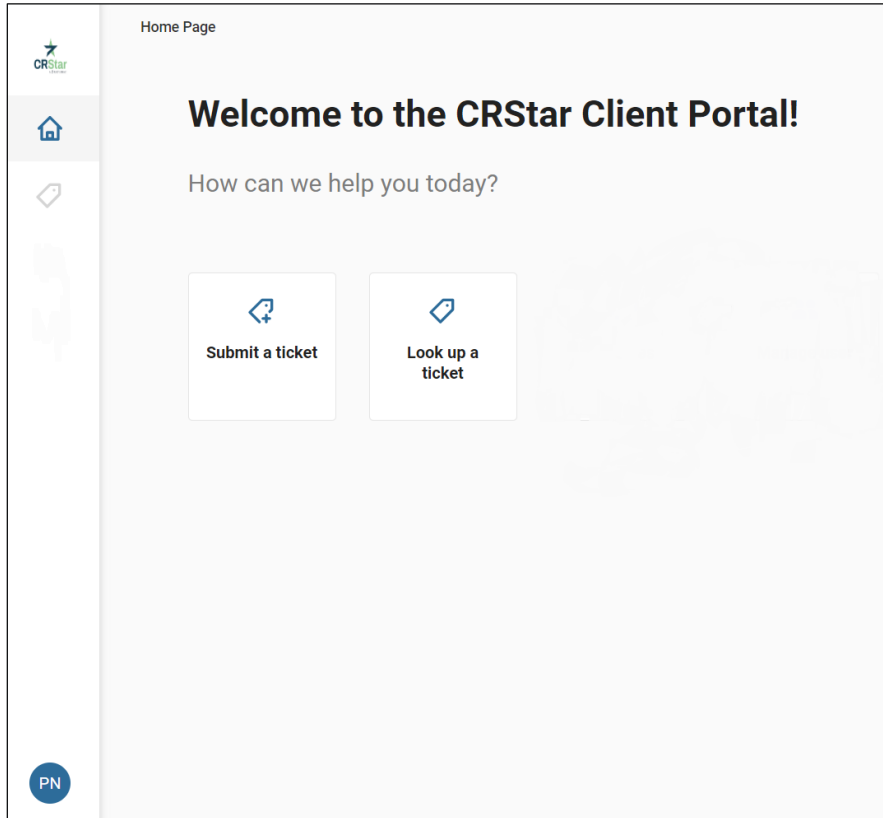 Home Page
CRStar
Welcome to the CRStar Client Portal!
How can we help you today?
Submit a ticket
Look up a
ticket
PN